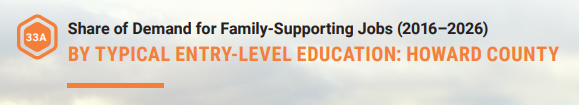 33A
Share of Demand for Family-Supporting Jobs (2016–2026)
BY TYPICAL ENTRY-LEVEL EDUCATION: HOWARD COUNTY